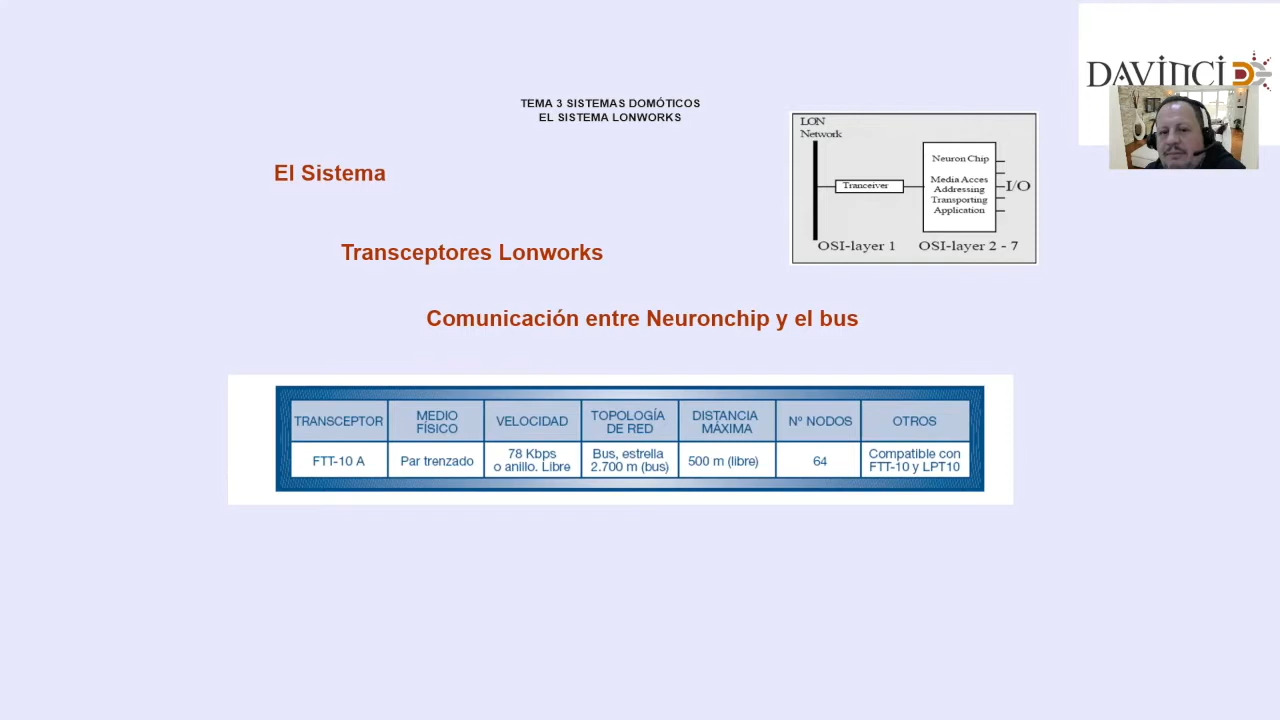 DAVINCI
TEMA 3 SISTEMAS DOMÓTICOS
EL SISTEMA LONWORKS
El Sistema
Transceptores Lonworks
Comunicación entre Neuronchip y el bus
LON
Network
Tranceiver
Neuron Chip
Media Acces
Addressing
Transporting
Application
I/O
OSI-layer 1
OSI-layer 2 - 7
TRANSCEPTOR
MEDIO
FÍSICO
VELOCIDAD
TOPOLOGÍA
DE RED
DISTANCIA
MÁXIMA
Nº NODOS
OTROS
FTT-10 A
Par trenzado
78 Kbps
o anillo. Libre
Bus, estrella
2.700 m (bus)
500 m (libre)
64
Compatible con
FTT-10 y LPT10